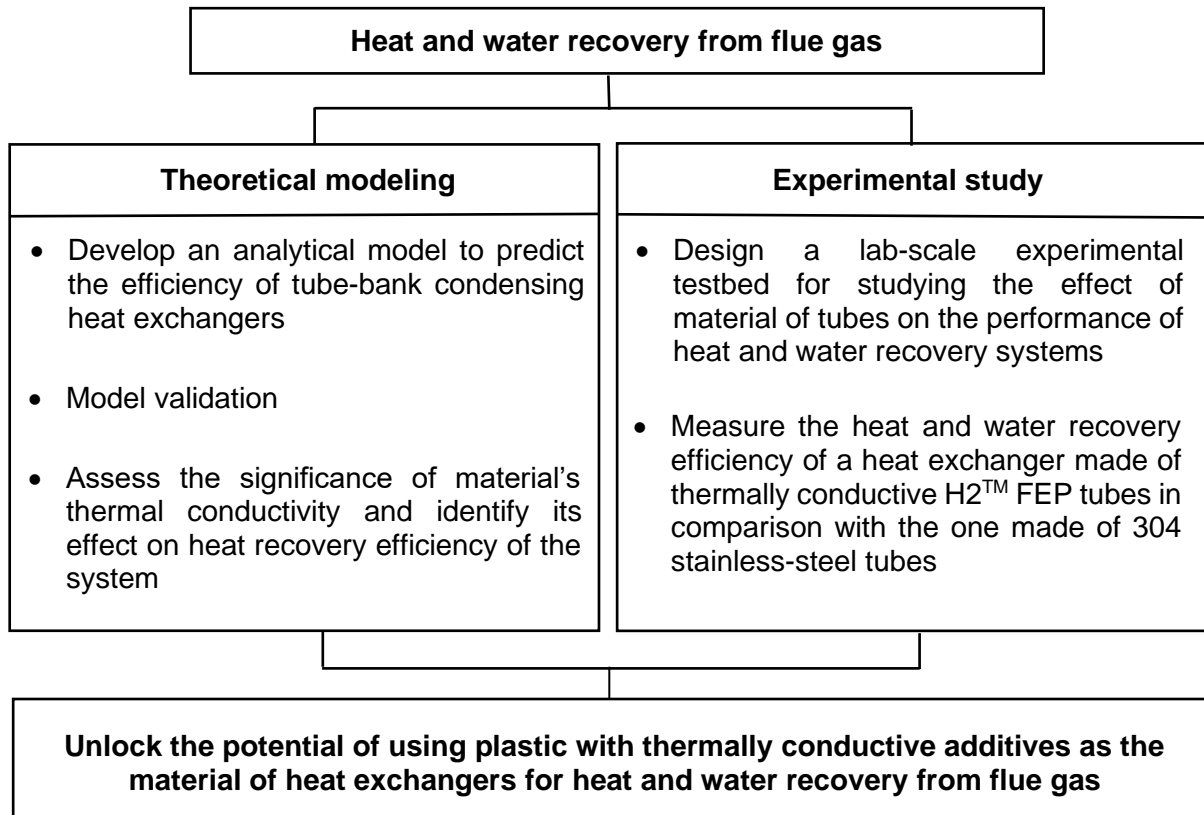 Heat and water recovery from flue gas
Theoretical modeling
• Develop an analytical model to predict
the efficiency of tube-bank condensing
heat exchangers
• Model validation
• Assess the significance of material's
thermal conductivity and identify its
effect on heat recovery efficiency of the
system
Experimental study
• Design a lab-scale experimental
testbed for studying the effect of
material of tubes on the performance of
heat and water recovery systems
• Measure the heat and water recovery
efficiency of a heat exchanger made of
thermally conductive H2™ FEP tubes in
comparison with the one made of 304
stainless-steel tubes
Unlock the potential of using plastic with thermally conductive additives as the
material of heat exchangers for heat and water recovery from flue gas